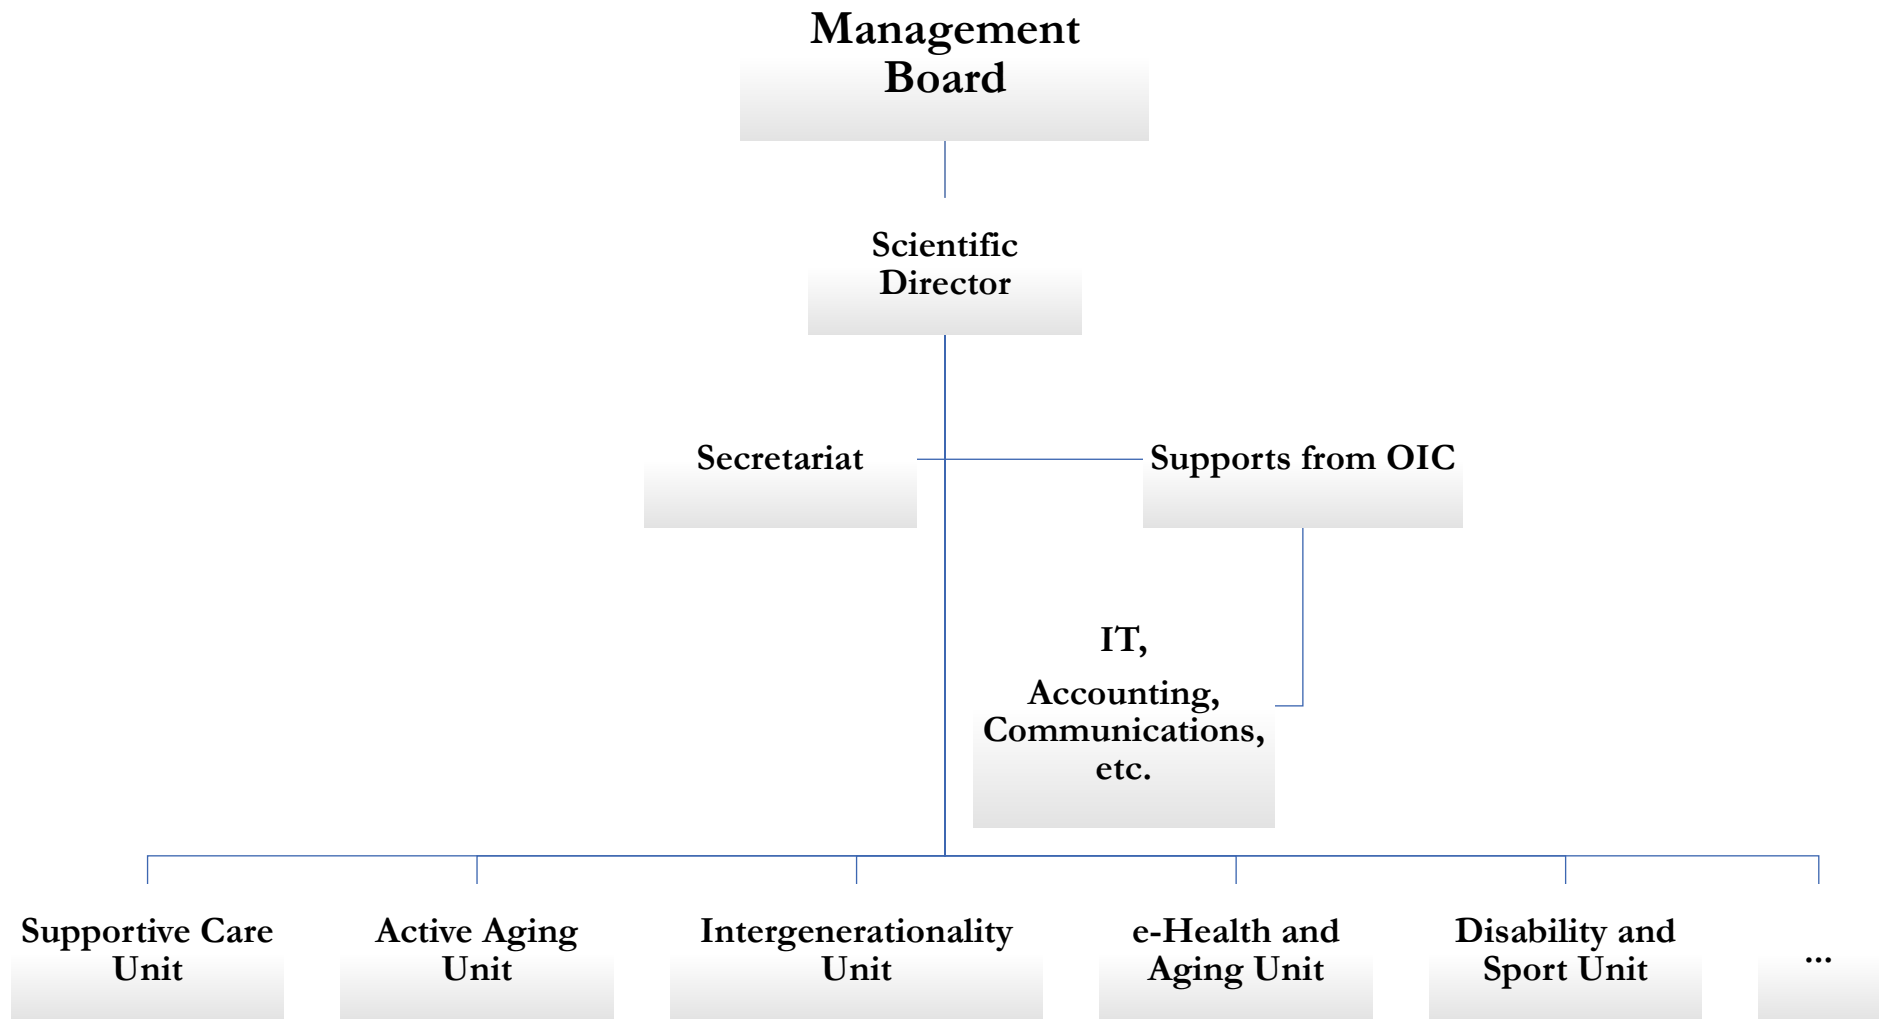 Management
Board
Scientific
Director
Secretariat
Supports from OIC
IT,
Accounting,
Communications,
etc.
Supportive Care
Unit
Active Aging
Unit
Intergenerationality
Unit
e-Health and
Aging Unit
Disability and
Sport Unit
...